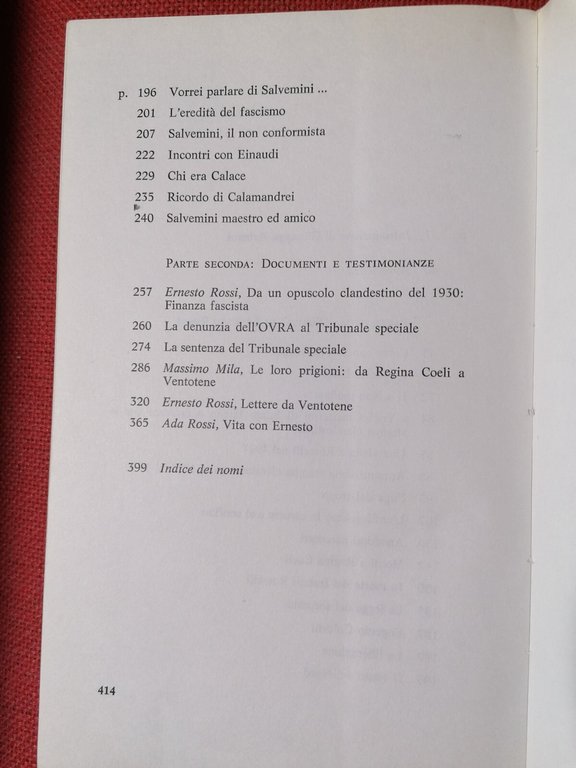 p. 196 Vorrei parlare di Salvemini ...
201 L'eredità del fascismo
207 Salvemini, il non conformista
222 Incontri con Einaudi
229 Chi era Calace
235 Ricordo di Calamandrei
240 Salvemini maestro ed amico
PARTE SECONDA: DOCUMENTI E TESTIMONIANZE
257 Ernesto Rossi, Da un opuscolo clandestino del 1930:
Finanza fascista
260 La denunzia dell'OVRA al Tribunale speciale
274 La sentenza del Tribunale speciale
286 Massimo Mila, Le loro prigioni: da Regina Coeli a
Ventotene
320 Ernesto Rossi, Lettere da Ventotene
365 Ada Rossi, Vita con Ernesto
399 Indice dei nomi
414